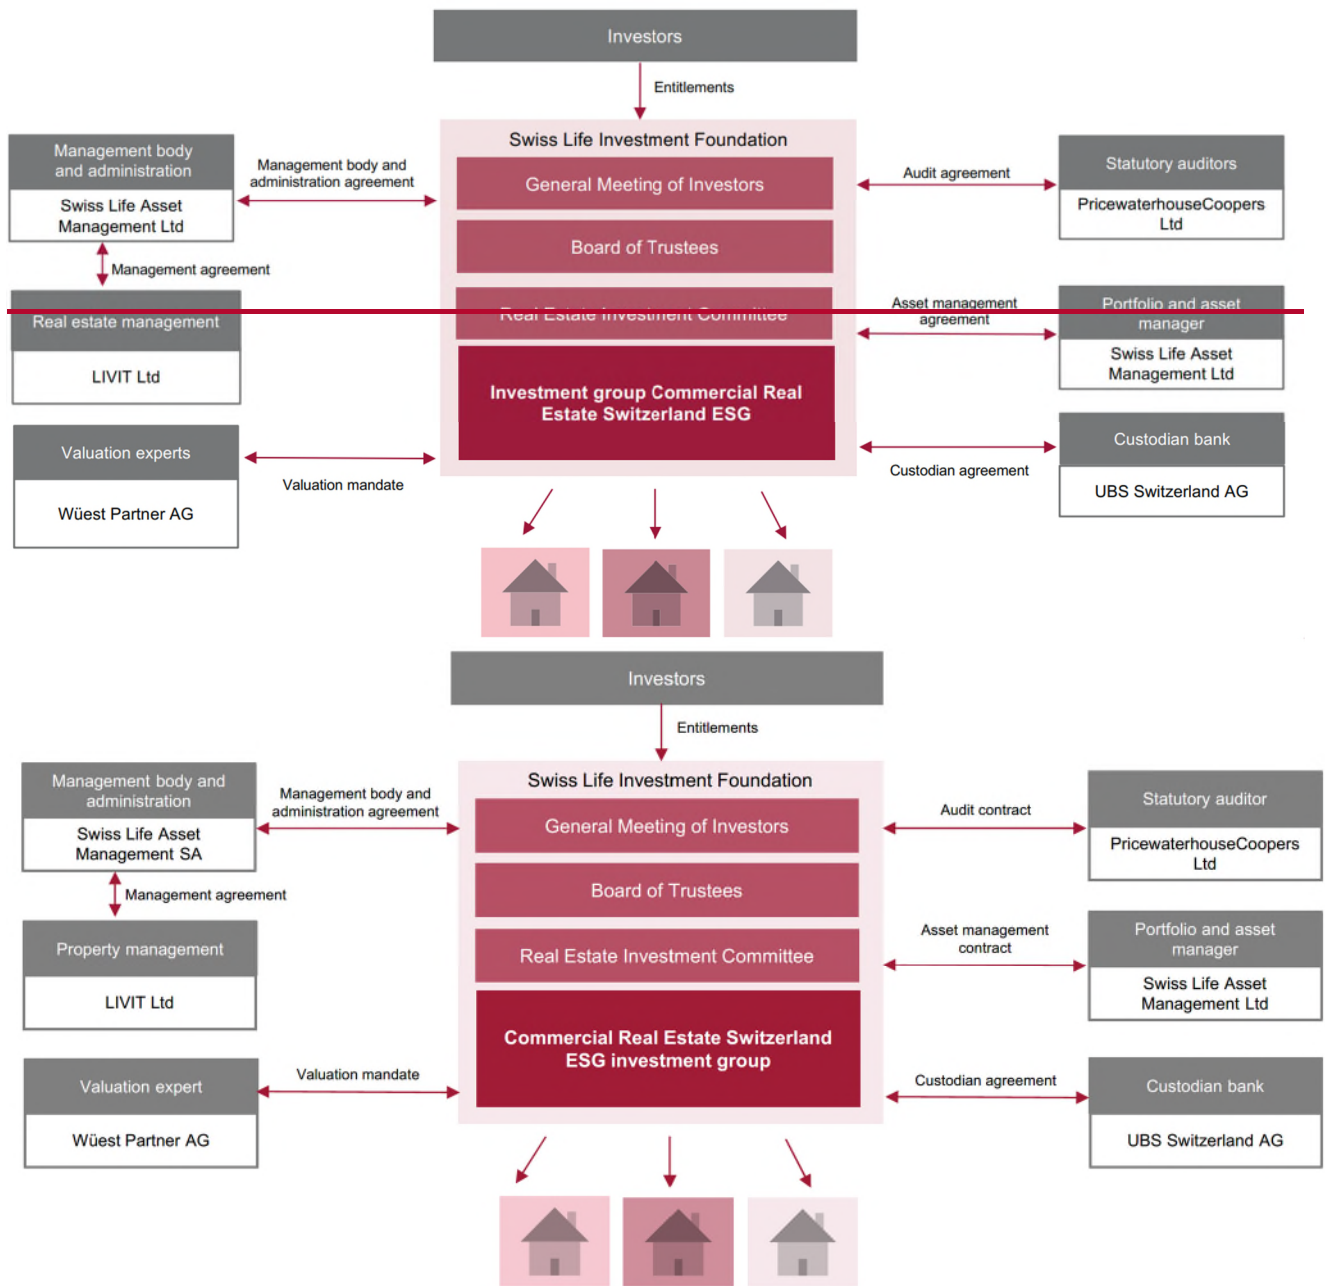 Investors
Entitlements
Swiss Life Investment Foundation
Management body
and administration
Swiss Life Asset
Management Ltd
Management body and
administration agreement
General Meeting of Investors
Audit agreement
Statutory auditors
PricewaterhouseCoopers
Ltd
Board of Trustees
Management agreement
Real estate management
LIVIT Ltd
Real Estate Investment Committee
Asset management
agreement
Portfolio and asset
manager
Swiss Life Asset
Management Ltd
Investment group Commercial Real
Estate Switzerland ESG
Valuation experts
Wüest Partner AG
Valuation mandate
Custodian agreement
Custodian bank
UBS Switzerland AG
Investors
Entitlements
Swiss Life Investment Foundation
Management body and
administration
Swiss Life Asset
Management SA
Management body and
administration agreement
General Meeting of Investors
Audit contract
Statutory auditor
PricewaterhouseCoopers
Ltd
Management agreement
Board of Trustees
Property management
LIVIT Ltd
Real Estate Investment Committee
Asset management
contract
Portfolio and asset
manager
Swiss Life Asset
Management Ltd
Commercial Real Estate Switzerland
ESG investment group
Valuation expert
Wüest Partner AG
Valuation mandate
Custodian agreement
Custodian bank
UBS Switzerland AG